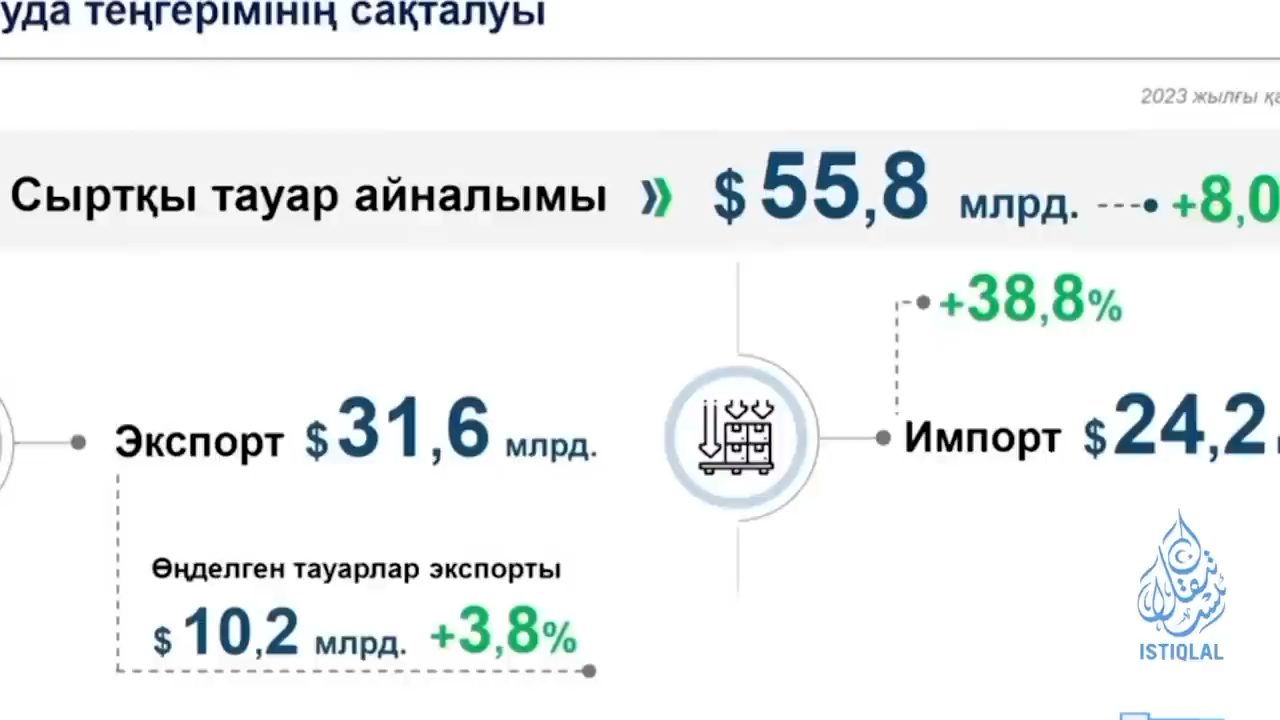 уда теңгерімінің сақталуы
2023 жылғы қа
Сыртқы тауар айналымы $ 55,8 млрд. +8,0
+38,8%
Экспорт $ 31,6 млрд.
Импорт $ 24,2
Өңделген тауарлар экспорты
$ 10,2 млрд. +3,8%
ISTIQLAL